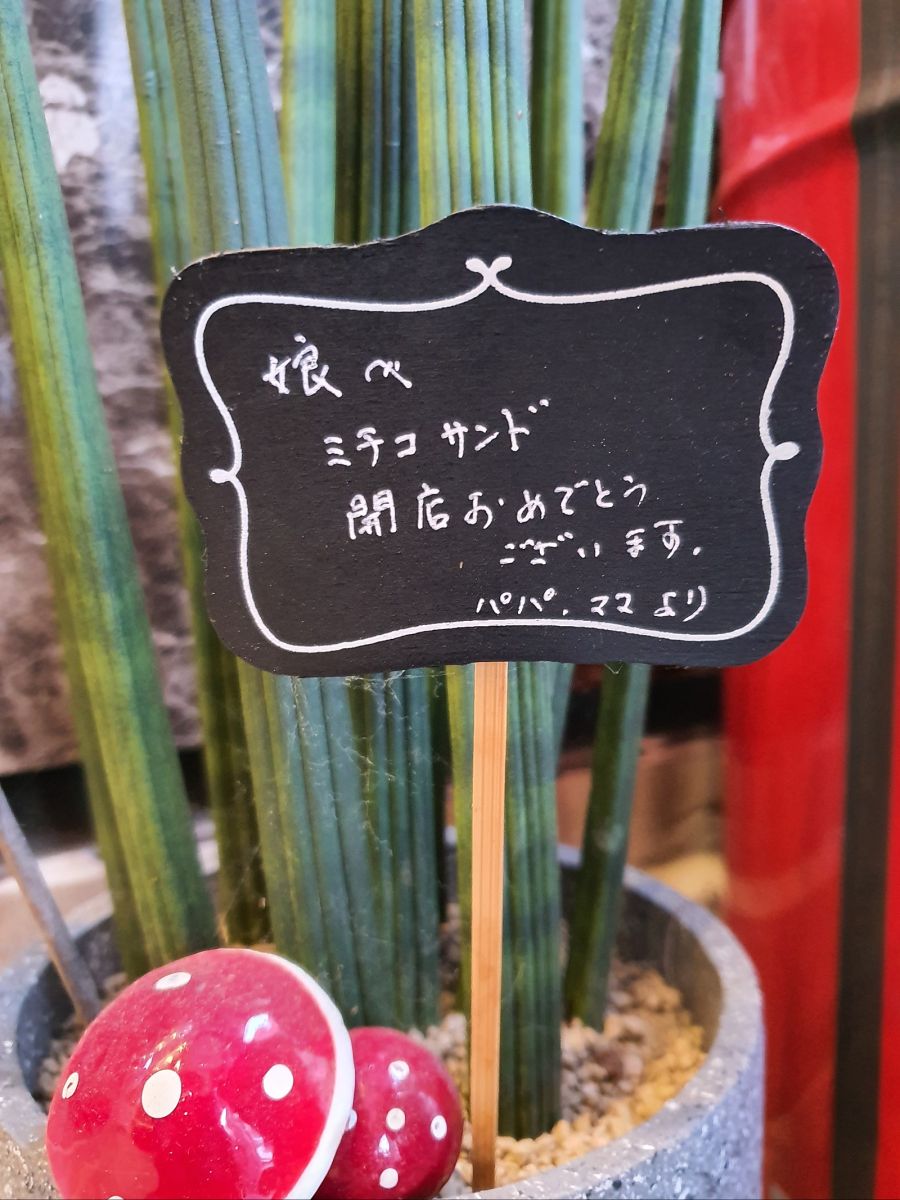 娘へ
ミチコサンド
開店おめでとう
ございます.
パパ.ママより